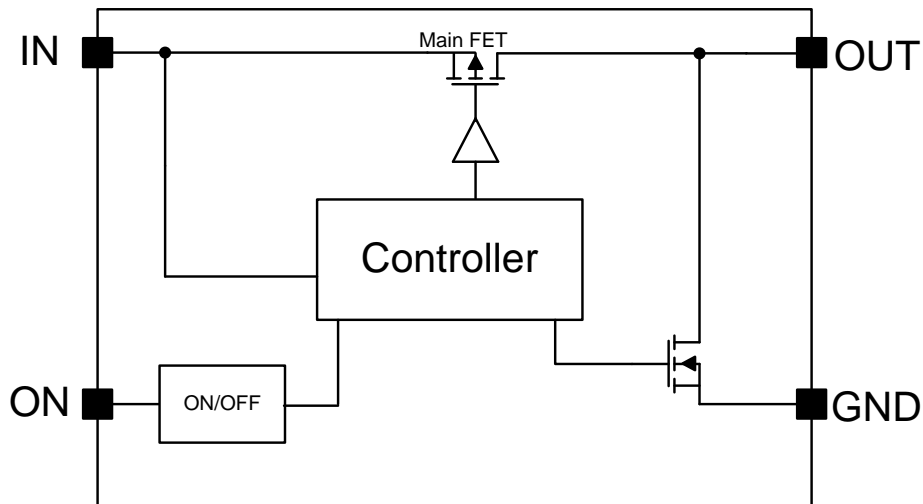 Main FET
IN
OUT
Controller
ON
ON/OFF
GND